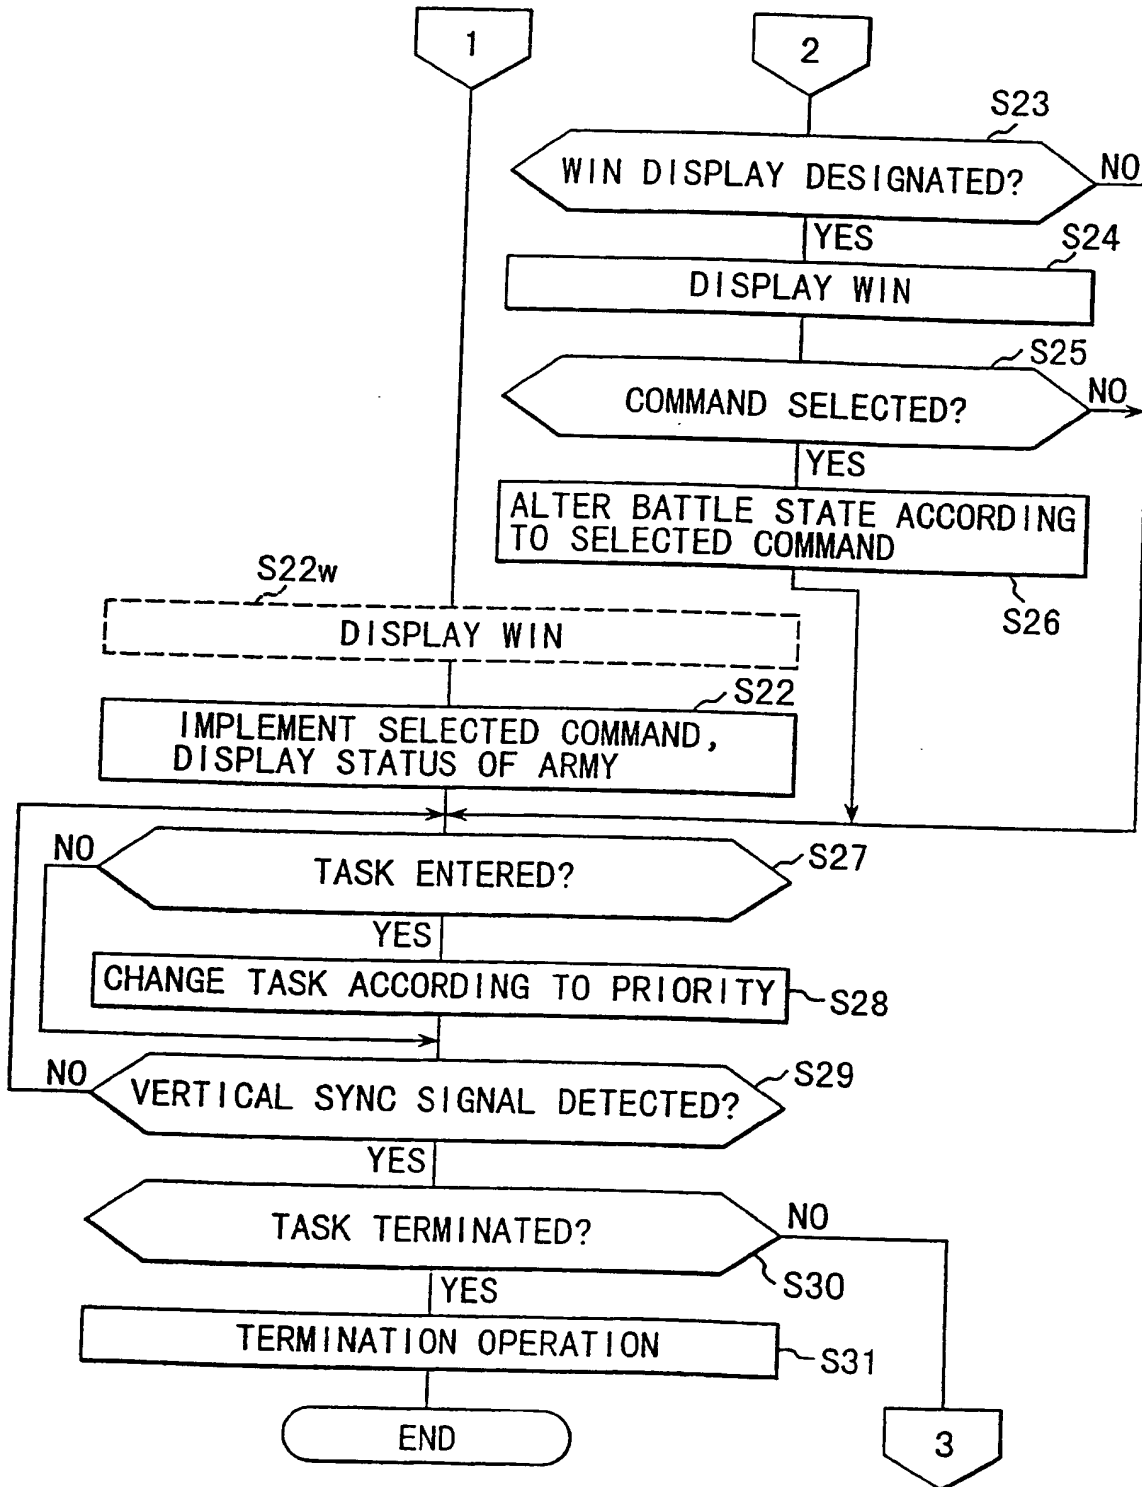 1
2
S23
WIN DISPLAY DESIGNATED?
NO
YES
S24
DISPLAY WIN
S25
COMMAND SELECTED?
NO
YES
ALTER BATTLE STATE ACCORDING
TO SELECTED COMMAND
S26
S22w
DISPLAY WIN
S22
IMPLEMENT SELECTED COMMAND,
DISPLAY STATUS OF ARMY
NO
TASK ENTERED?
S27
YES
CHANGE TASK ACCORDING TO PRIORITY
S28
NO
VERTICAL SYNC SIGNAL DETECTED?
S29
YES
TASK TERMINATED?
NO
S30
YES
TERMINATION OPERATION
S31
END
3